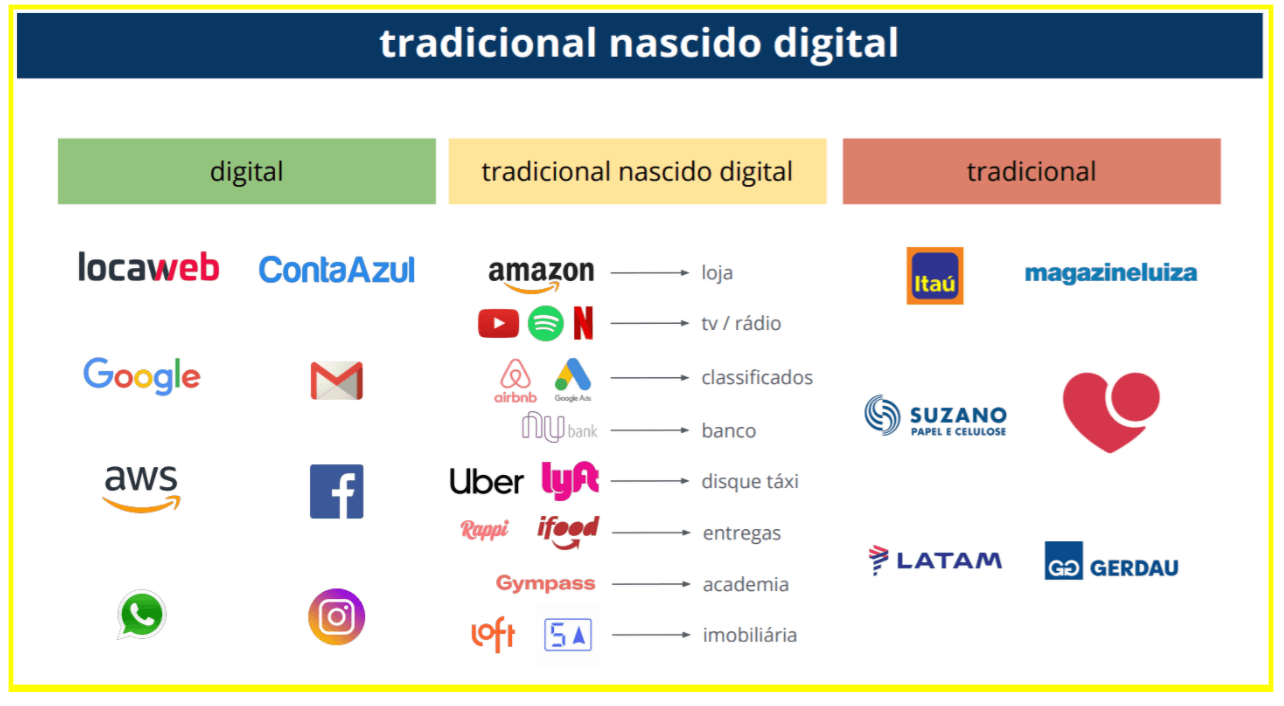 tradicional nascido digital
digital
tradicional nascido digital
tradicional
locaweb
ContaAzul
Google
aws
amazon
loja
tv / rádio
airbnb
Google Ads
classificados
nu bank
banco
Uber
lyft
disque táxi
Rappi
ifood
entregas
Gympass
academia
loft
5A
imobiliária
Itaú
magazineluiza
SUZANO
PAPEL E CELULOSE
LATAM
GERDAU